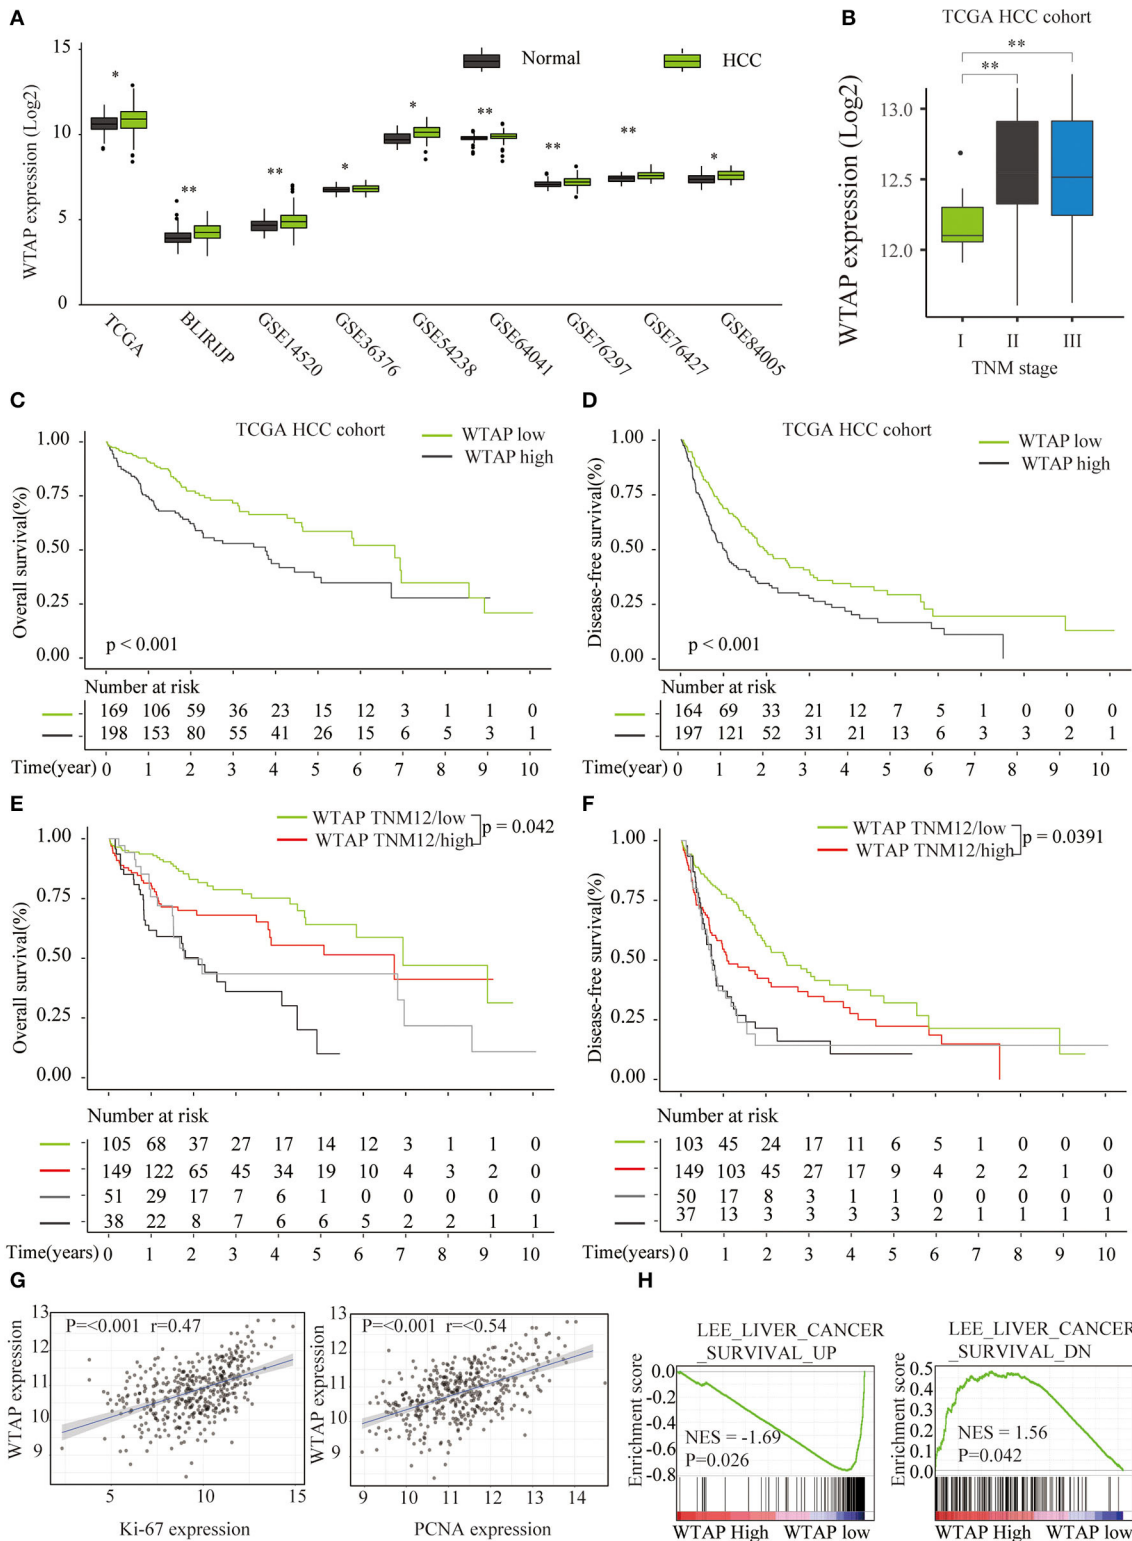 A
WTAP expression (Log2)
15
10
5
0
Normal
HCC
*
**
**
*
*
**
**
**
*
TCGA
BLIRIJP
GSE14520
GSE36376
GSE54238
GSE64041
GSE76297
GSE76427
GSE84005
B
TCGA HCC cohort
**
**
WTAP expression (Log2)
13.0
12.5
12.0
I II III
TNM stage
C
TCGA HCC cohort
WTAP low
WTAP high
Overall survival(%)
1.00
0.75
0.50
0.25
0.00
p < 0.001
Number at risk
169 106 59 36 23 15 12 3 1 1 0
198 153 80 55 41 26 15 6 5 3 1
Time(year) 0 1 2 3 4 5 6 7 8 9 10
D
TCGA HCC cohort
WTAP low
WTAP high
Disease-free survival(%)
1.00
0.75
0.50
0.25
0.00
p < 0.001
Number at risk
164 69 33 21 12 7 5 1 0 0 0
197 121 52 31 21 13 6 3 3 2 1
Time(year) 0 1 2 3 4 5 6 7 8 9 10
E
WTAP TNM12/low
WTAP TNM12/high
p = 0.042
Overall survival(%)
1.00
0.75
0.50
0.25
0.00
Number at risk
105 68 37 27 17 14 12 3 1 1 0
149 122 65 45 34 19 10 4 3 2 0
51 29 17 7 6 1 0 0 0 0 0
38 22 8 7 6 6 5 2 2 1 1
Time(years) 0 1 2 3 4 5 6 7 8 9 10
F
WTAP TNM12/low
WTAP TNM12/high
p = 0.0391
Disease-free survival(%)
1.00
0.75
0.50
0.25
0.00
Number at risk
103 45 24 17 11 6 5 1 0 0 0
149 103 45 27 17 9 4 2 2 1 0
50 17 8 3 1 1 0 0 0 0 0
37 13 3 3 3 3 2 1 1 1 1
Time(years) 0 1 2 3 4 5 6 7 8 9 10
G
WTAP expression
13
12
11
10
9
P=<0.001 r=0.47
5 10 15
Ki-67 expression
WTAP expression
13
12
11
10
9
P=<0.001 r=<0.54
9 10 11 12 13 14
PCNA expression
H
LEE_LIVER_CANCER
_SURVIVAL_UP
Enrichment score
0.0
-0.0
-0.4
-0.6
-0.8
NES = -1.69
P=0.026
WTAP High WTAP low
LEE_LIVER_CANCER
_SURVIVAL_DN
Enrichment score
0.5
0.4
0.3
0.2
0.1
0.0
NES = 1.56
P=0.042
WTAP High WTAP low